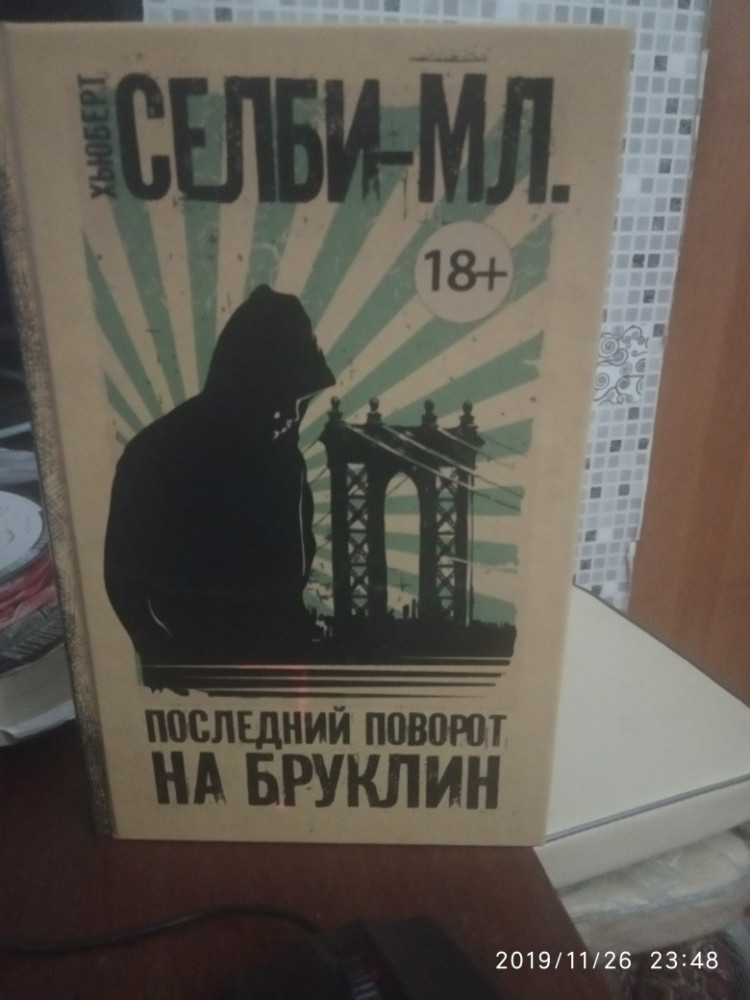 ХЬЮБЕРТ
СЕЛБИ-МЛ.
18+
ПОСЛЕДНИЙ ПОВОРОТ
НА БРУКЛИН
2019/11/26 23:48